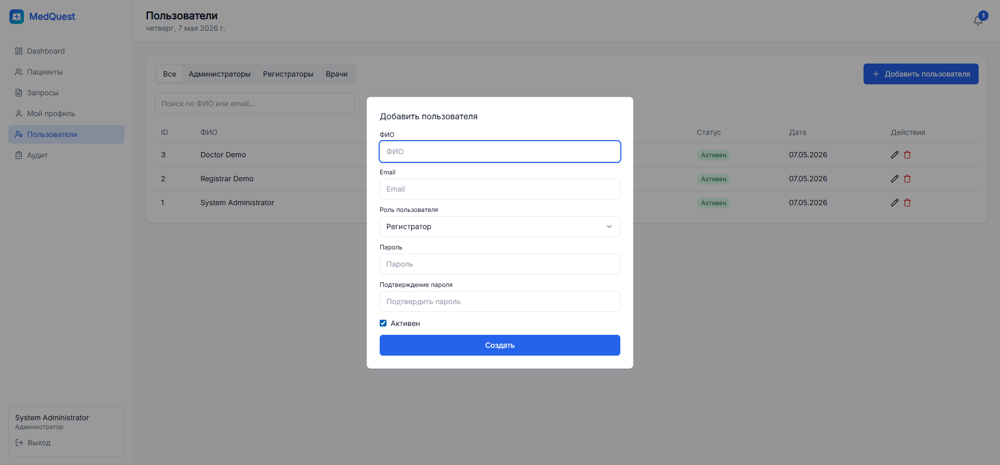 MedQuest
Dashboard
Пациенты
Запросы
Мой профиль
Пользователи
Аудит
System Administrator
Администратор
Выход
Пользователи
четверг, 7 мая 2026 г.
1
Все Администраторы Регистраторы Врачи
Добавить пользователя
Поиск по ФИО или email...
ID ФИО Статус Дата Действия
3 Doctor Demo Активен 07.05.2026
2 Registrar Demo Активен 07.05.2026
1 System Administrator Активен 07.05.2026
Добавить пользователя
ФИО
ФИО
Email
Email
Роль пользователя
Регистратор
Пароль
Пароль
Подтверждение пароля
Подтвердить пароль
Активен
Создать